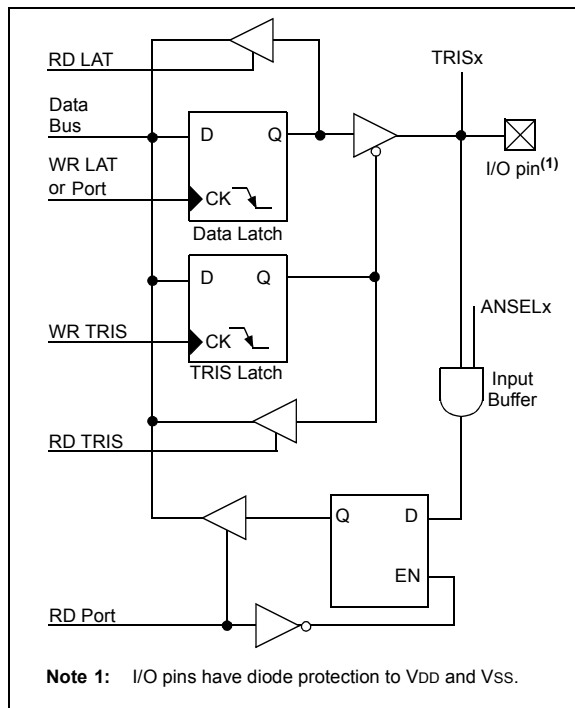 RD LAT
TRISx
Data
Bus
D Q
I/O pin(1)
WR LAT
or Port
CK
Data Latch
D Q
ANSELx
WR TRIS
CK
TRIS Latch
Input
Buffer
RD TRIS
Q D
EN
RD Port
Note 1: I/O pins have diode protection to VDD and VSS.